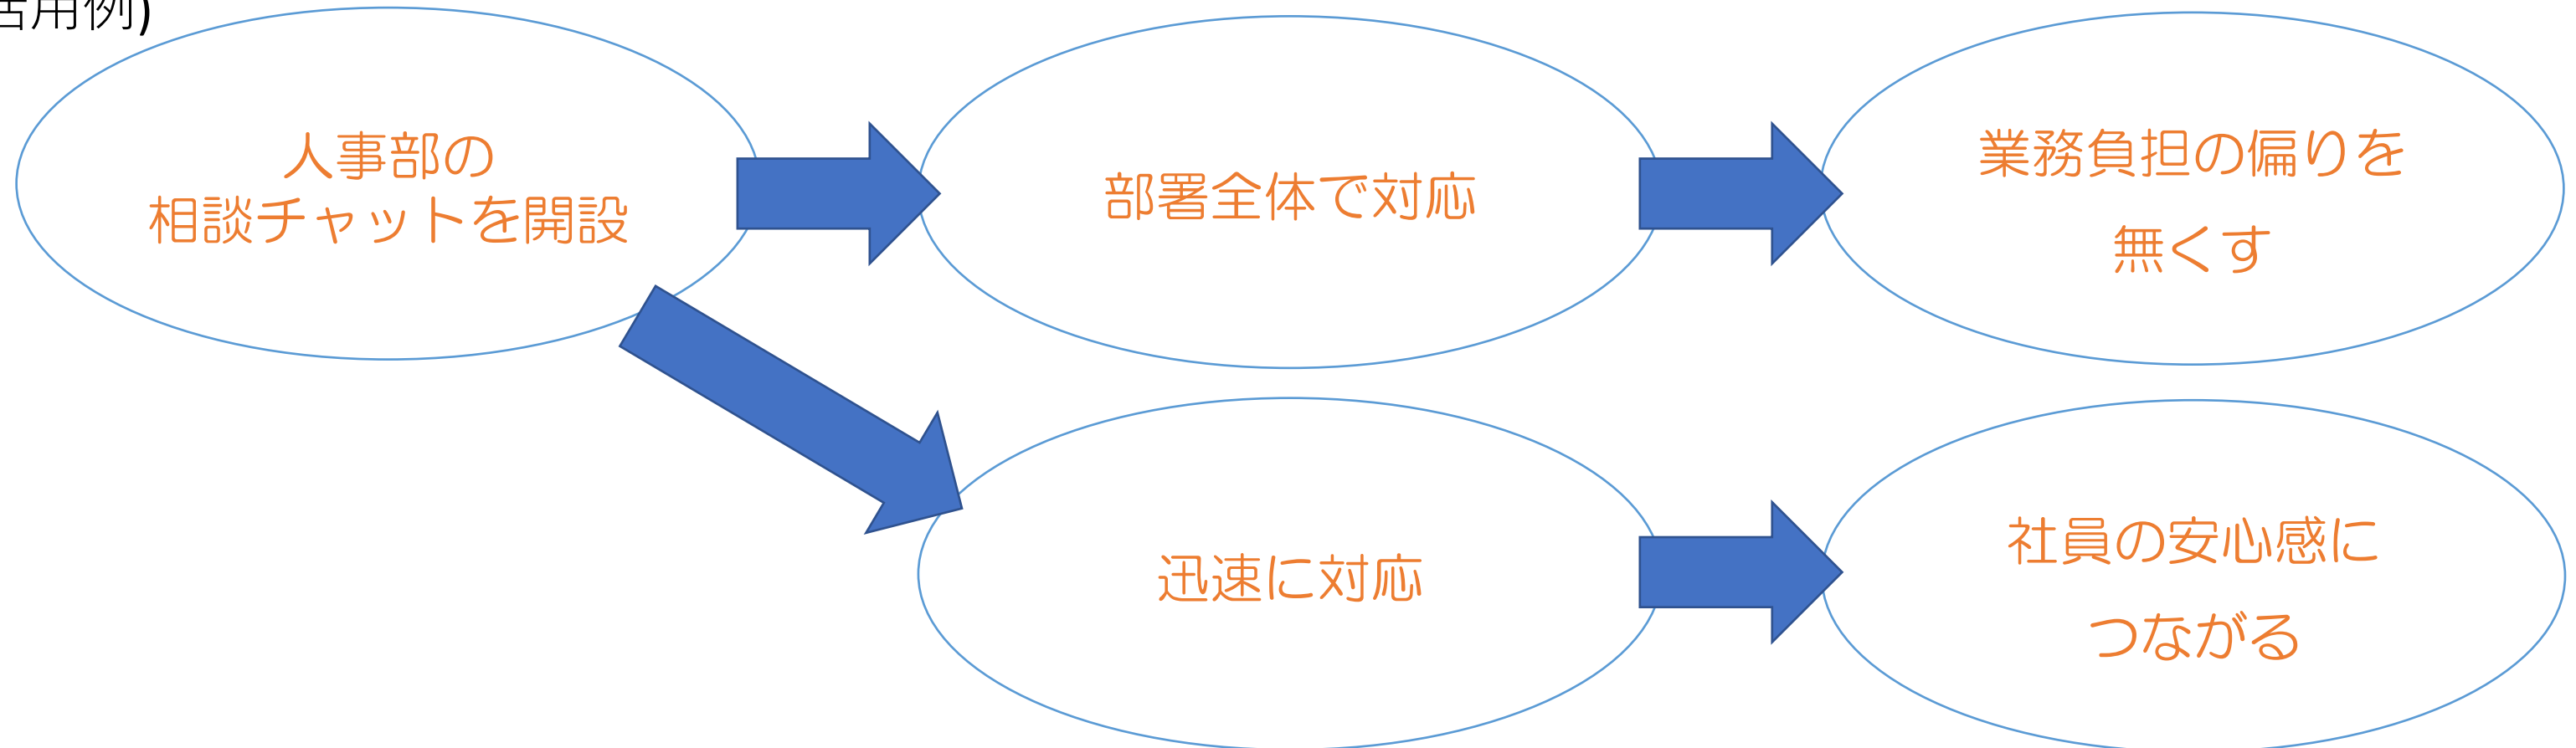 用例)
人事部の
相談チャットを開設
部署全体で対応
業務負担の偏りを
無くす
迅速に対応
社員の安心感に
つながる